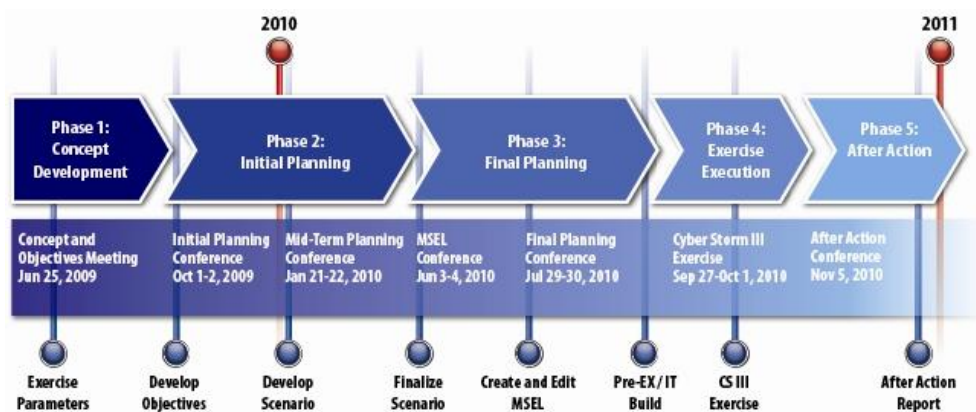 2010
2011
Phase 1:
Concept
Development
Phase 2:
Initial Planning
Phase 3:
Final Planning
Phase 4:
Exercise
Execution
Phase 5:
After Action
Concept and
Objectives Meeting
Jun 25, 2009
Initial Planning
Conference
Oct 1-2, 2009
Mid-Term Planning
Conference
Jan 21-22, 2010
MSEL
Conference
Jun 3-4, 2010
Final Planning
Conference
Jul 29-30, 2010
Cyber Storm III
Exercise
Sep 27-Oct 1, 2010
After Action
Conference
Nov 5, 2010
Exercise
Parameters
Develop
Objectives
Develop
Scenario
Finalize
Scenario
Create and Edit
MSEL
Pre-EX / IT
Build
CS III
Exercise
After Action
Report